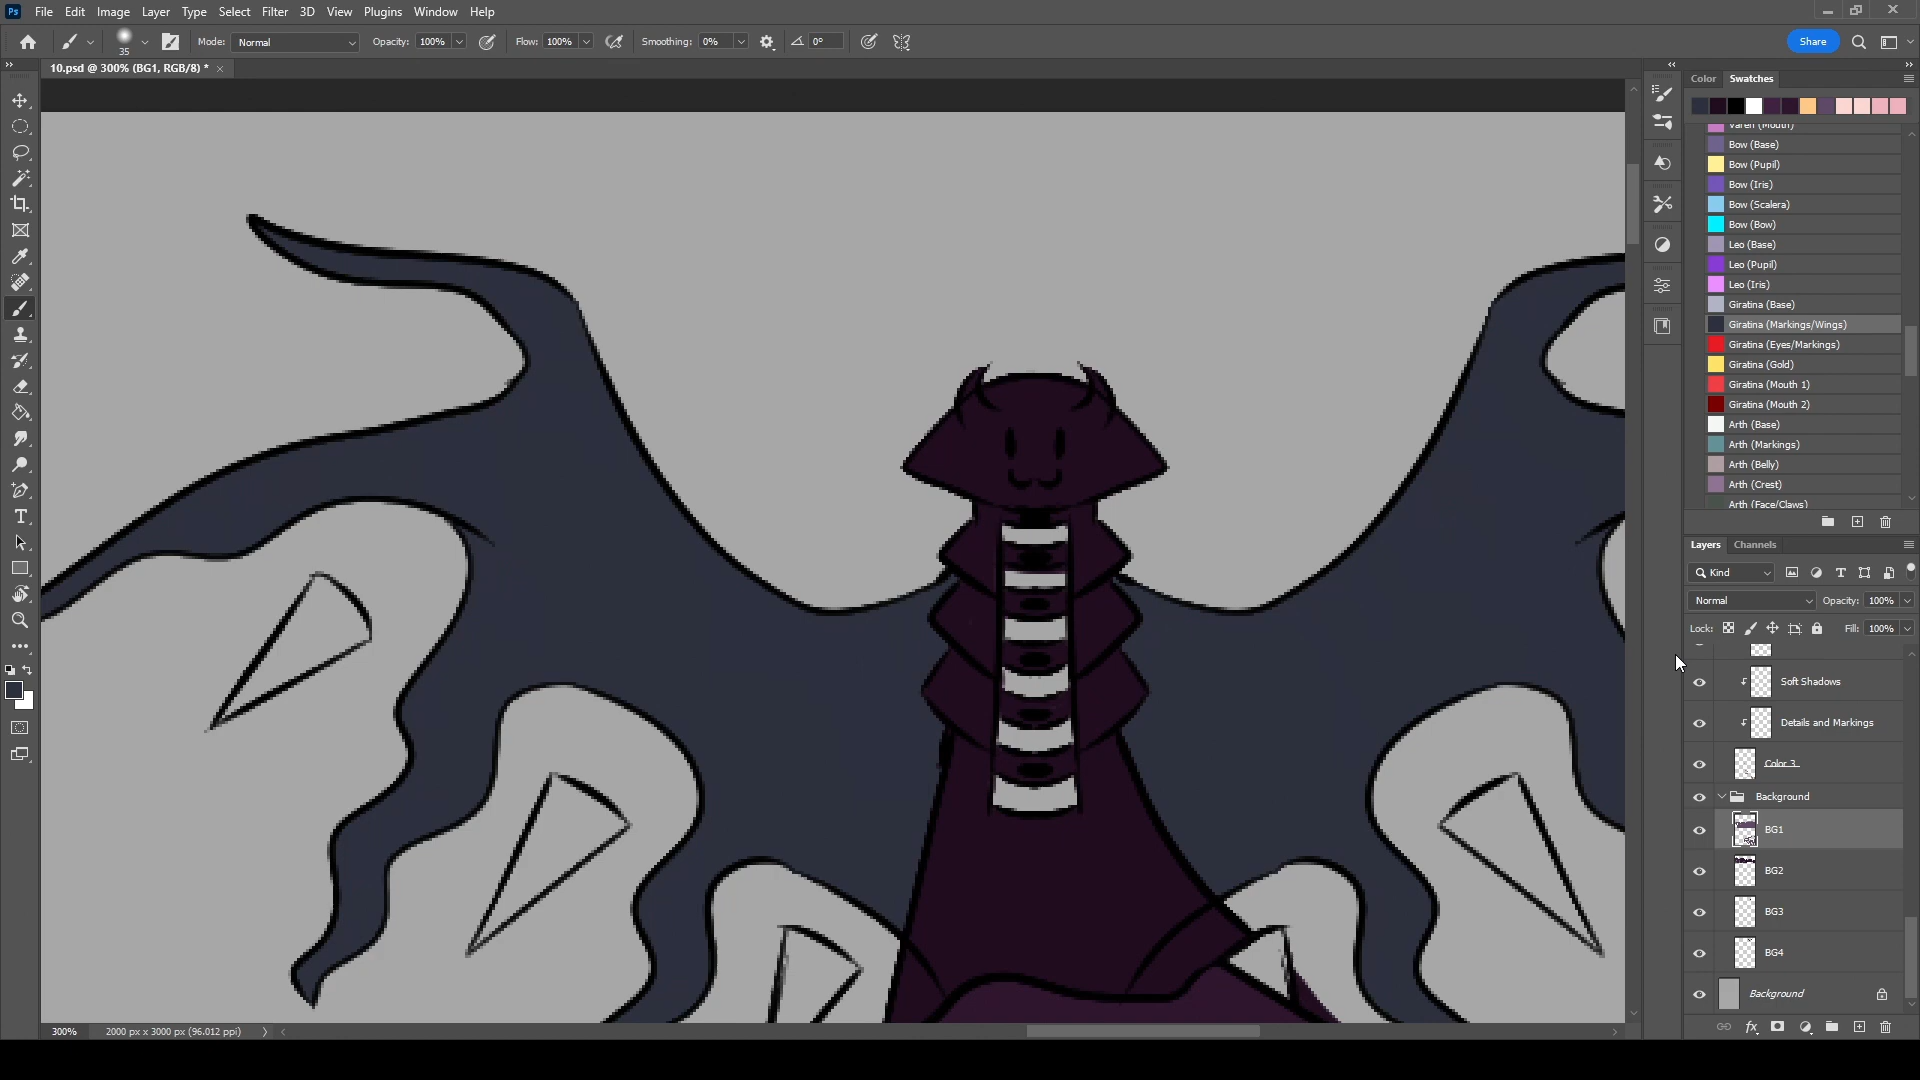 Ps File Edit Image Layer Type Select Filter 3D View Plugins Window Help
35 Mode: Normal Opacity: 100% Flow: 100% Smoothing: 0% 0° Share
10.psd @ 300% (BG1, RGB/8) *
Color Swatches
Varen (Mouth)
Bow (Base)
Bow (Pupil)
Bow (Iris)
Bow (Scalera)
Bow (Bow)
Leo (Base)
Leo (Pupil)
Leo (Iris)
Giratina (Base)
Giratina (Markings/Wings)
Giratina (Eyes/Markings)
Giratina (Gold)
Giratina (Mouth 1)
Giratina (Mouth 2)
Arth (Base)
Arth (Markings)
Arth (Belly)
Arth (Crest)
Arth (Face/Claws)
Layers Channels
Kind
Normal Opacity: 100%
Lock: Fill: 100%
Soft Shadows
Details and Markings
Color 3
Background
BG1
BG2
BG3
BG4
Background
300% 2000 px x 3000 px (96.012 ppi)